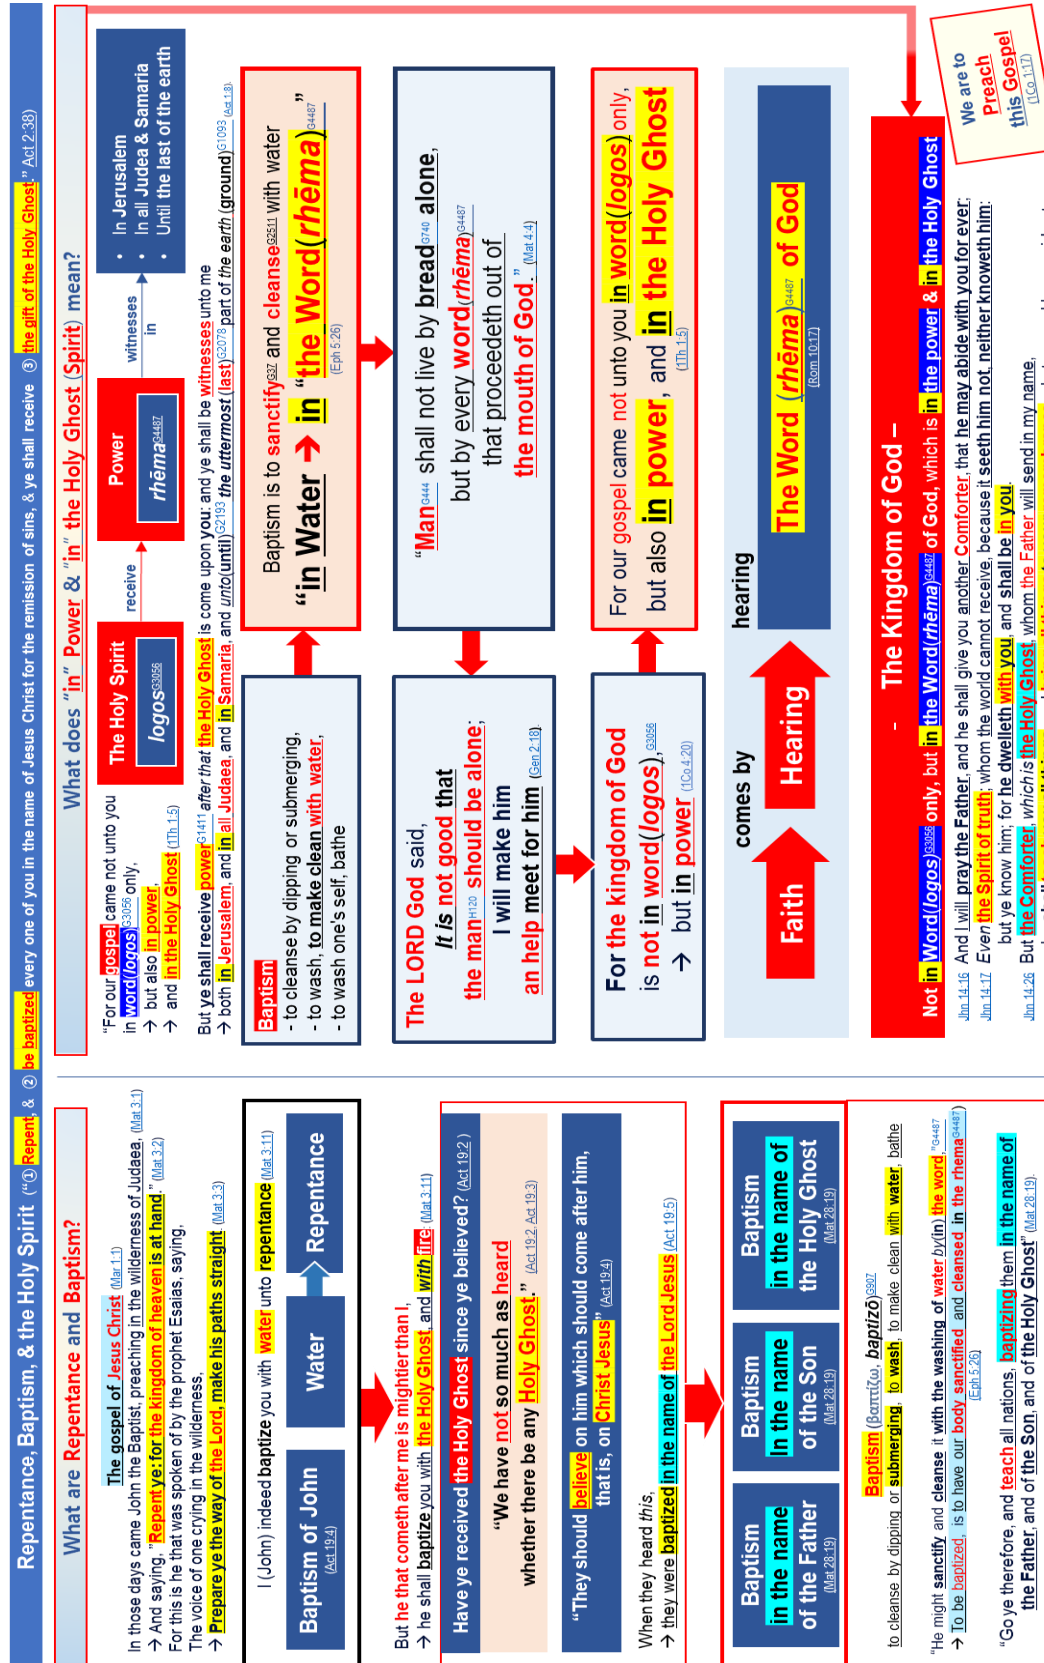 Repentance, Baptism, & the Holy Spirit (“① Repent, & ② be baptized every one of you in the name of Jesus Christ for the remission of sins, & ye shall receive ③ the gift of the Holy Ghost.” Act 2:38)
What are Repentance and Baptism?
The gospel of Jesus Christ (Mar 1:1)
In those days came John the Baptist, preaching in the wilderness of Judaea, (Mat 3:1)
→ And saying, "Repent ye: for the kingdom of heaven is at hand." (Mat 3:2)
For this is he that was spoken of by the prophet Esaias, saying,
The voice of one crying in the wilderness,
→ Prepare ye the way of the Lord, make his paths straight. (Mat 3:3)
I (John) indeed baptize you with water unto repentance (Mat 3:11)
Baptism of John
(Act 19:4)
Water
Repentance
But he that cometh after me is mightier than I,
→ he shall baptize you with the Holy Ghost, and with fire: (Mat 3:11)
Have ye received the Holy Ghost since ye believed? (Act 19:2)
“We have not so much as heard
whether there be any Holy Ghost.” (Act 19:2, Act 19:3)
“They should believe on him which should come after him,
that is, on Christ Jesus” (Act 19:4)
When they heard this,
→ they were baptized in the name of the Lord Jesus (Act 19:5)
Baptism
in the name
of the Father
(Mat 28:19)
Baptism
In the name
of the Son
(Mat 28:19)
Baptism
in the name of
the Holy Ghost
(Mat 28:19)
Baptism (βαπτίζω, baptizō)G907
to cleanse by dipping or submerging, to wash, to make clean with water, bathe
“He might sanctify and cleanse it with the washing of water by(in) the word,”G4487
→ To be baptized, is to have our body sanctified and cleansed in the rhemaG4487)
(Eph 5:26)
“Go ye therefore, and teach all nations, baptizing them in the name of
the Father, and of the Son, and of the Holy Ghost” (Mat 28:19).
What does “in” Power & “in” the Holy Ghost (Spirit) mean?
“For our gospel came not unto you
in word(logos)G3056 only,
→ but also in power,
→ and in the Holy Ghost (1Th 1:5)
The Holy Spirit
logosG3056
receive
Power
rhēmaG4487
witnesses
in
• In Jerusalem
• In all Judea & Samaria
• Until the last of the earth
But ye shall receive powerG1411 after that the Holy Ghost is come upon you: and ye shall be witnesses unto me
→ both in Jerusalem, and in all Judaea, and in Samaria, and unto(until)G2193 the uttermost (last)G2078 part of the earth (ground)G1093 (Act 1:8).
Baptism
- to cleanse by dipping or submerging,
- to wash, to make clean with water,
- to wash one's self, bathe
Baptism is to sanctifyG37 and cleanseG2511 with water
“in Water → in “the Word(rhēma)G4487”
(Eph 5:26)
The LORD God said,
It is not good that
the manH120 should be alone;
I will make him
an help meet for him (Gen 2:18)
“ManG444 shall not live by breadG740 alone,
but by every word(rhēma)G4487
that proceedeth out of
the mouth of God.” (Mat 4:4)
For the kingdom of God
is not in word(logos),G3056
→ but in power (1Co 4:20)
For our gospel came not unto you in word(logos) only,
but also in power, and in the Holy Ghost
(1Th 1:5)
Faith
comes by
Hearing
hearing
The Word (rhēma)G4487 of God
(Rom 10:17)
- The Kingdom of God –
Not in Word(logos)G3056 only, but in the Word(rhēma)G4487 of God, which is in the power & in the Holy Ghost
We are to
Preach
this Gospel
(1Co 1:17)
Jhn 14:16 And I will pray the Father, and he shall give you another Comforter, that he may abide with you for ever;
Jhn 14:17 Even the Spirit of truth; whom the world cannot receive, because it seeth him not, neither knoweth him:
but ye know him; for he dwelleth with you, and shall be in you.
Jhn 14:26 But the Comforter, which is the Holy Ghost, whom the Father will send in my name,